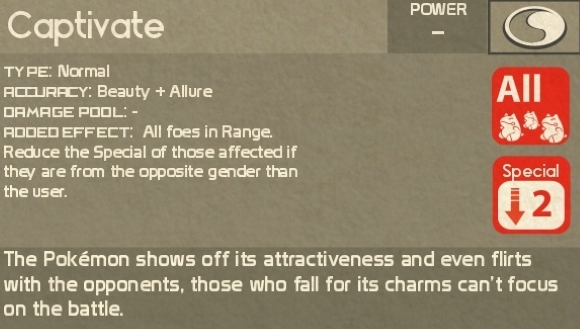 Captivate
POWER
–
TYPE: Normal
ACCURACY: Beauty + Allure
DAMAGE POOL: -
ADDED EFFECT: All foes in Range.
Reduce the Special of those affected if
they are from the opposite gender than
the user.
All
Special
2
The Pokémon shows off its attractiveness and even flirts
with the opponents, those who fall for its charms can't focus
on the battle.